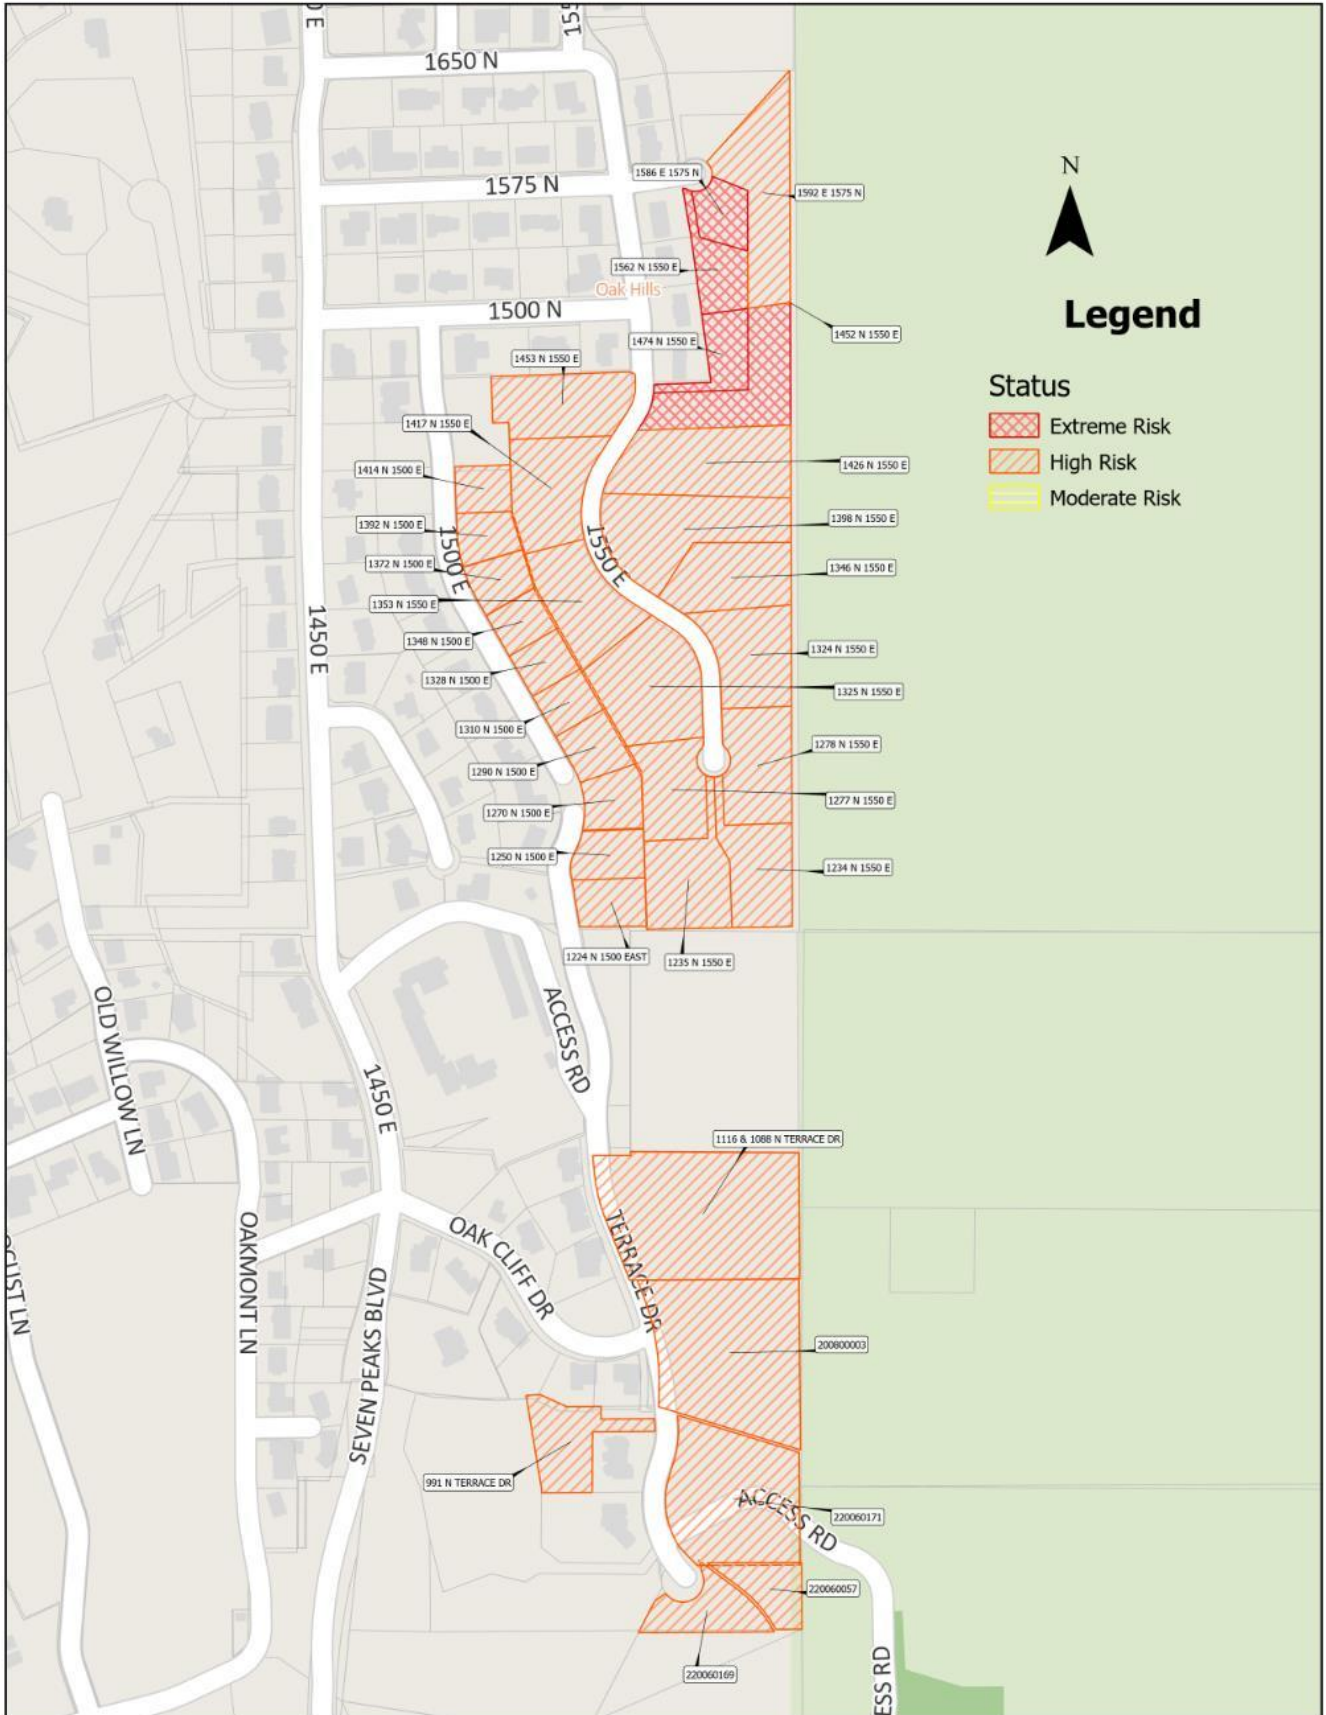 0 E
155
1650 N
1586 E 1575 N
1575 N
1592 E 1575 N
N
1562 N 1550 E
Oak Hills
1500 N
Legend
1452 N 1550 E
1474 N 1550 E
1453 N 1550 E
Status
1417 N 1550 E
Extreme Risk
1414 N 1500 E
1426 N 1550 E
High Risk
Moderate Risk
1392 N 1500 E
1398 N 1550 E
1500 E
1550 E
1372 N 1500 E
1346 N 1550 E
1353 N 1550 E
1450 E
1348 N 1500 E
1324 N 1550 E
1328 N 1500 E
1325 N 1550 E
1310 N 1500 E
1278 N 1550 E
1290 N 1500 E
1277 N 1550 E
1270 N 1500 E
1250 N 1500 E
1234 N 1550 E
1224 N 1500 EAST
1235 N 1550 E
OLD WILLOW LN
ACCESS RD
1450 E
1116 & 1088 N TERRACE DR
OAKMONT LN
OAK CLIFF DR
TERRACE DR
OCUST LN
SEVEN PEAKS BLVD
200800003
991 N TERRACE DR
ACCESS RD
220060171
220060057
220060169
ESS RD